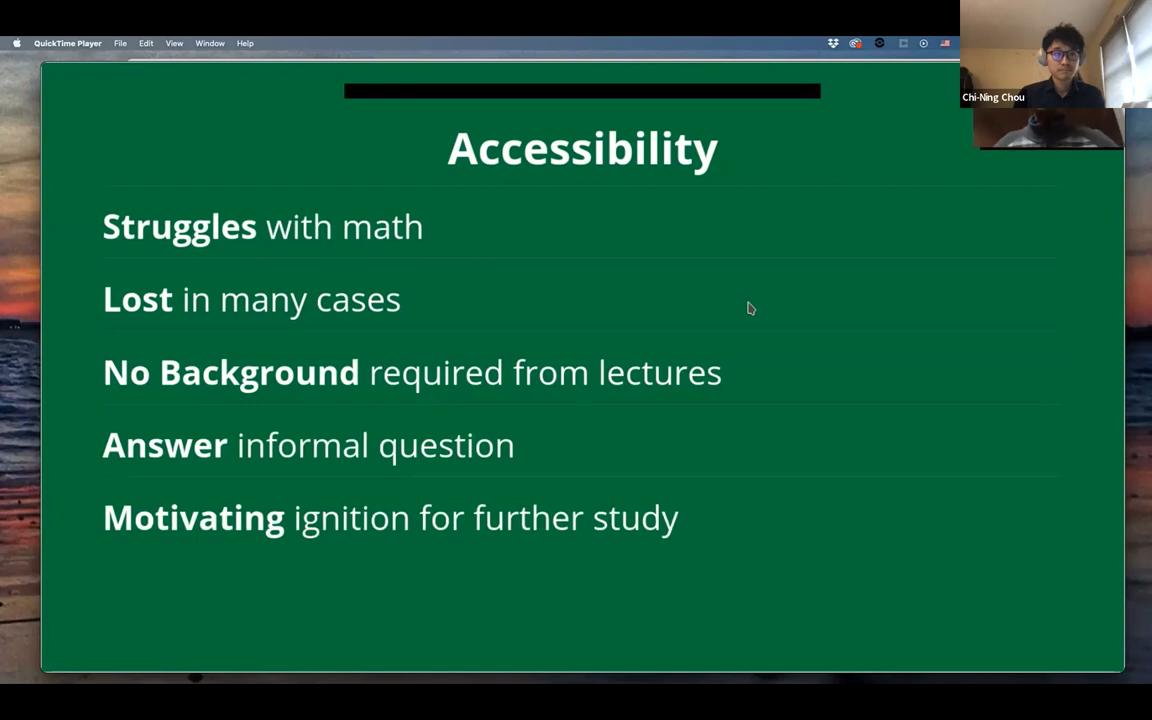 QuickTime Player File Edit View Window Help
Chi-Ning Chou
Accessibility
Struggles with math
Lost in many cases
No Background required from lectures
Answer informal question
Motivating ignition for further study